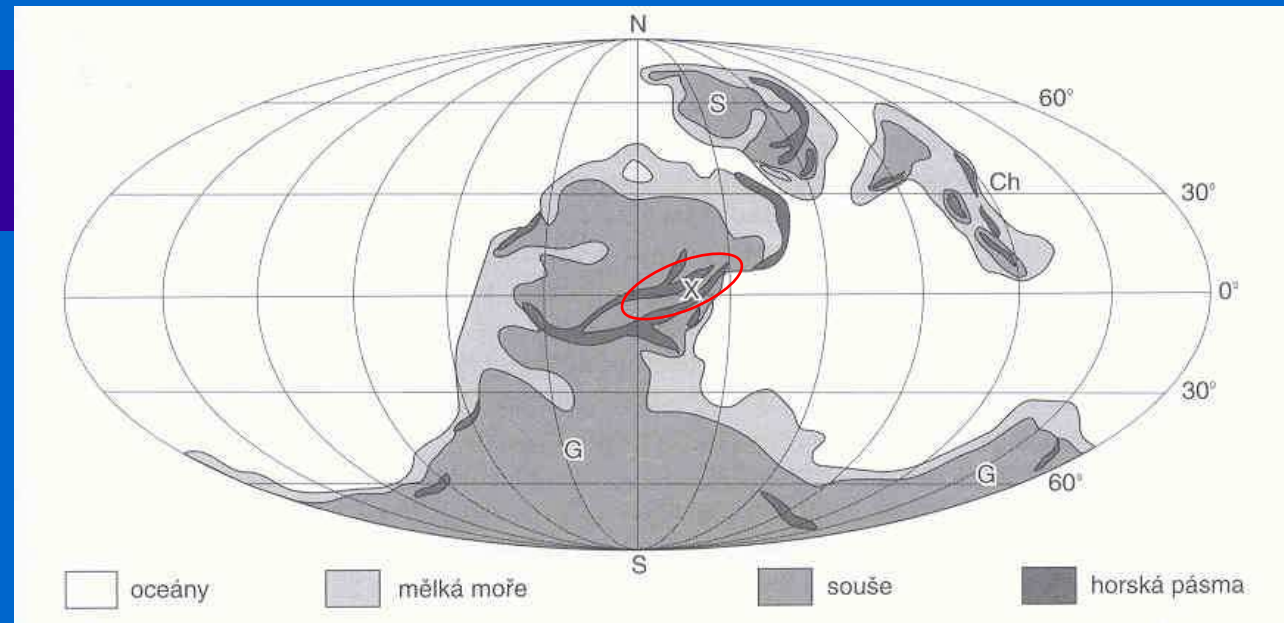 N
S
60°
Ch
30°
X
0°
30°
G
G
60°
S
oceány
mělká moře
souše
horská pásma